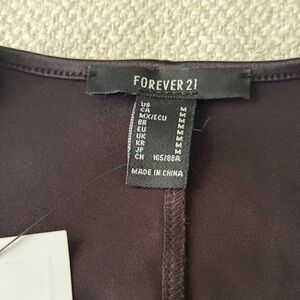 FOREVER 21
US M
CA M
MX/ECU M
BR M
EU M
UK M
KR M
JP M
CN 165/88A
MADE IN CHINA